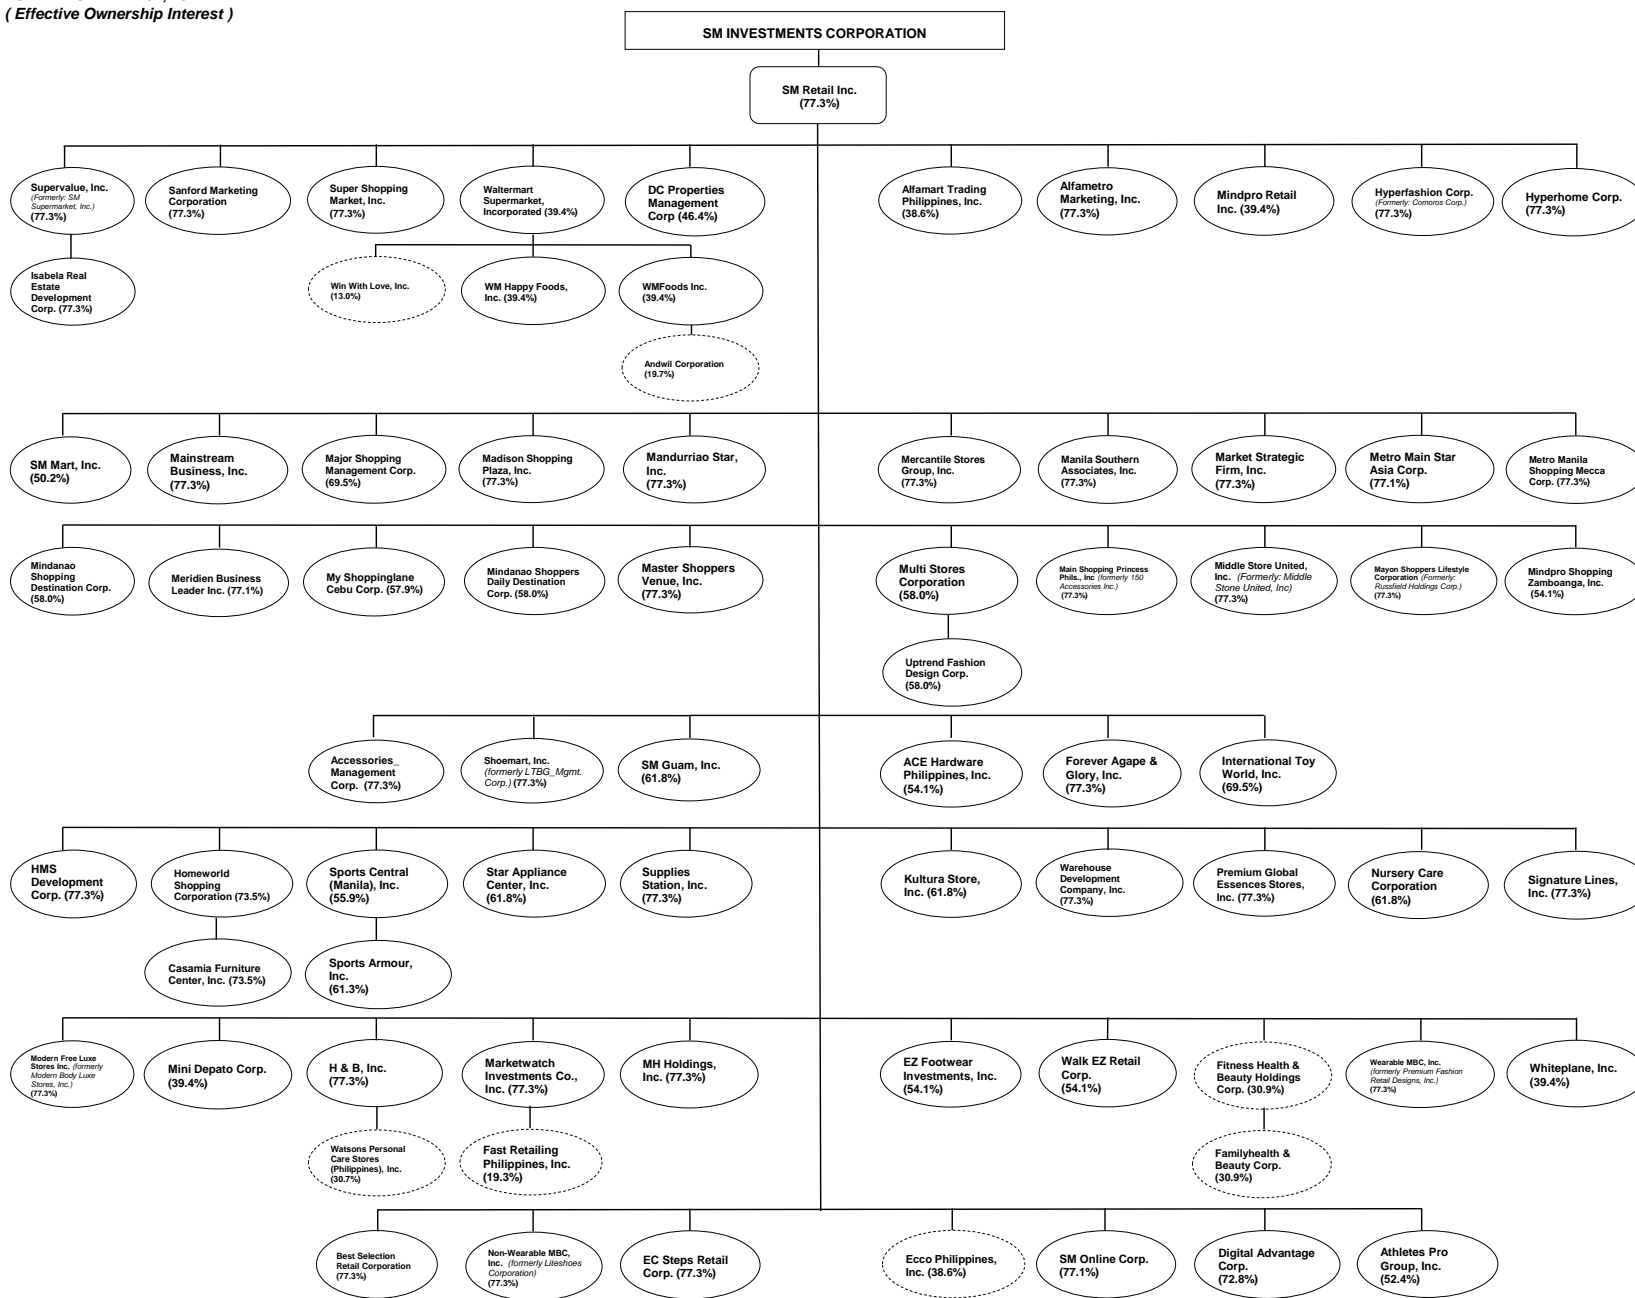 ( Effective Ownership Interest )
SM INVESTMENTS CORPORATION
SM Retail Inc.
(77.3%)
Supervalue, Inc.
(Formerly: SM
Supermarket, Inc.)
(77.3%)
Sanford Marketing
Corporation
(77.3%)
Super Shopping
Market, Inc.
(77.3%)
Waltermart
Supermarket,
Incorporated (39.4%)
DC Properties
Management
Corp (46.4%)
Alfamart Trading
Philippines, Inc.
(38.6%)
Alfametro
Marketing, Inc.
(77.3%)
Mindpro Retail
Inc. (39.4%)
Hyperfashion Corp.
(Formerly: Comoros Corp.)
(77.3%)
Hyperhome Corp.
(77.3%)
Isabela Real
Estate
Development
Corp. (77.3%)
Win With Love, Inc.
(13.0%)
WM Happy Foods,
Inc. (39.4%)
WMFoods Inc.
(39.4%)
Andwil Corporation
(19.7%)
SM Mart, Inc.
(50.2%)
Mainstream
Business, Inc.
(77.3%)
Major Shopping
Management Corp.
(69.5%)
Madison Shopping
Plaza, Inc.
(77.3%)
Mandurriao Star,
Inc.
(77.3%)
Mercantile Stores
Group, Inc.
(77.3%)
Manila Southern
Associates, Inc.
(77.3%)
Market Strategic
Firm, Inc.
(77.3%)
Metro Main Star
Asia Corp.
(77.1%)
Metro Manila
Shopping Mecca
Corp. (77.3%)
Mindanao
Shopping
Destination Corp.
(58.0%)
Meridien Business
Leader Inc. (77.1%)
My Shoppinglane
Cebu Corp. (57.9%)
Mindanao Shoppers
Daily Destination
Corp. (58.0%)
Master Shoppers
Venue, Inc.
(77.3%)
Multi Stores
Corporation
(58.0%)
Main Shopping Princess
Phils., Inc (formerly 150
Accessories Inc.)
(77.3%)
Middle Store United,
Inc. (Formerly: Middle
Stone United, Inc)
(77.3%)
Mayon Shoppers Lifestyle
Corporation (Formerly:
Russfield Holdings Corp.)
(77.3%)
Mindpro Shopping
Zamboanga, Inc.
(54.1%)
Uptrend Fashion
Design Corp.
(58.0%)
Accessories_
Management
Corp. (77.3%)
Shoemart, Inc.
(formerly LTBG_Mgmt.
Corp.) (77.3%)
SM Guam, Inc.
(61.8%)
ACE Hardware
Philippines, Inc.
(54.1%)
Forever Agape &
Glory, Inc.
(77.3%)
International Toy
World, Inc.
(69.5%)
HMS
Development
Corp. (77.3%)
Homeworld
Shopping
Corporation (73.5%)
Sports Central
(Manila), Inc.
(55.9%)
Star Appliance
Center, Inc.
(61.8%)
Supplies
Station, Inc.
(77.3%)
Kultura Store,
Inc. (61.8%)
Warehouse
Development
Company, Inc.
(77.3%)
Premium Global
Essences Stores,
Inc. (77.3%)
Nursery Care
Corporation
(61.8%)
Signature Lines,
Inc. (77.3%)
Casamia Furniture
Center, Inc. (73.5%)
Sports Armour,
Inc.
(61.3%)
Modern Free Luxe
Stores Inc. (formerly
Modern Body Luxe
Stores, Inc.)
(77.3%)
Mini Depato Corp.
(39.4%)
H & B, Inc.
(77.3%)
Marketwatch
Investments Co.,
Inc. (77.3%)
MH Holdings,
Inc. (77.3%)
EZ Footwear
Investments, Inc.
(54.1%)
Walk EZ Retail
Corp.
(54.1%)
Fitness Health &
Beauty Holdings
Corp. (30.9%)
Wearable MBC, Inc.
(formerly Premium Fashion
Retail Designs, Inc.)
(77.3%)
Whiteplane, Inc.
(39.4%)
Watsons Personal
Care Stores
(Philippines), Inc.
(30.7%)
Fast Retailing
Philippines, Inc.
(19.3%)
Familyhealth &
Beauty Corp.
(30.9%)
Best Selection
Retail Corporation
(77.3%)
Non-Wearable MBC,
Inc. (formerly Liteshoes
Corporation)
(77.3%)
EC Steps Retail
Corp. (77.3%)
Ecco Philippines,
Inc. (38.6%)
SM Online Corp.
(77.1%)
Digital Advantage
Corp.
(72.8%)
Athletes Pro
Group, Inc.
(52.4%)